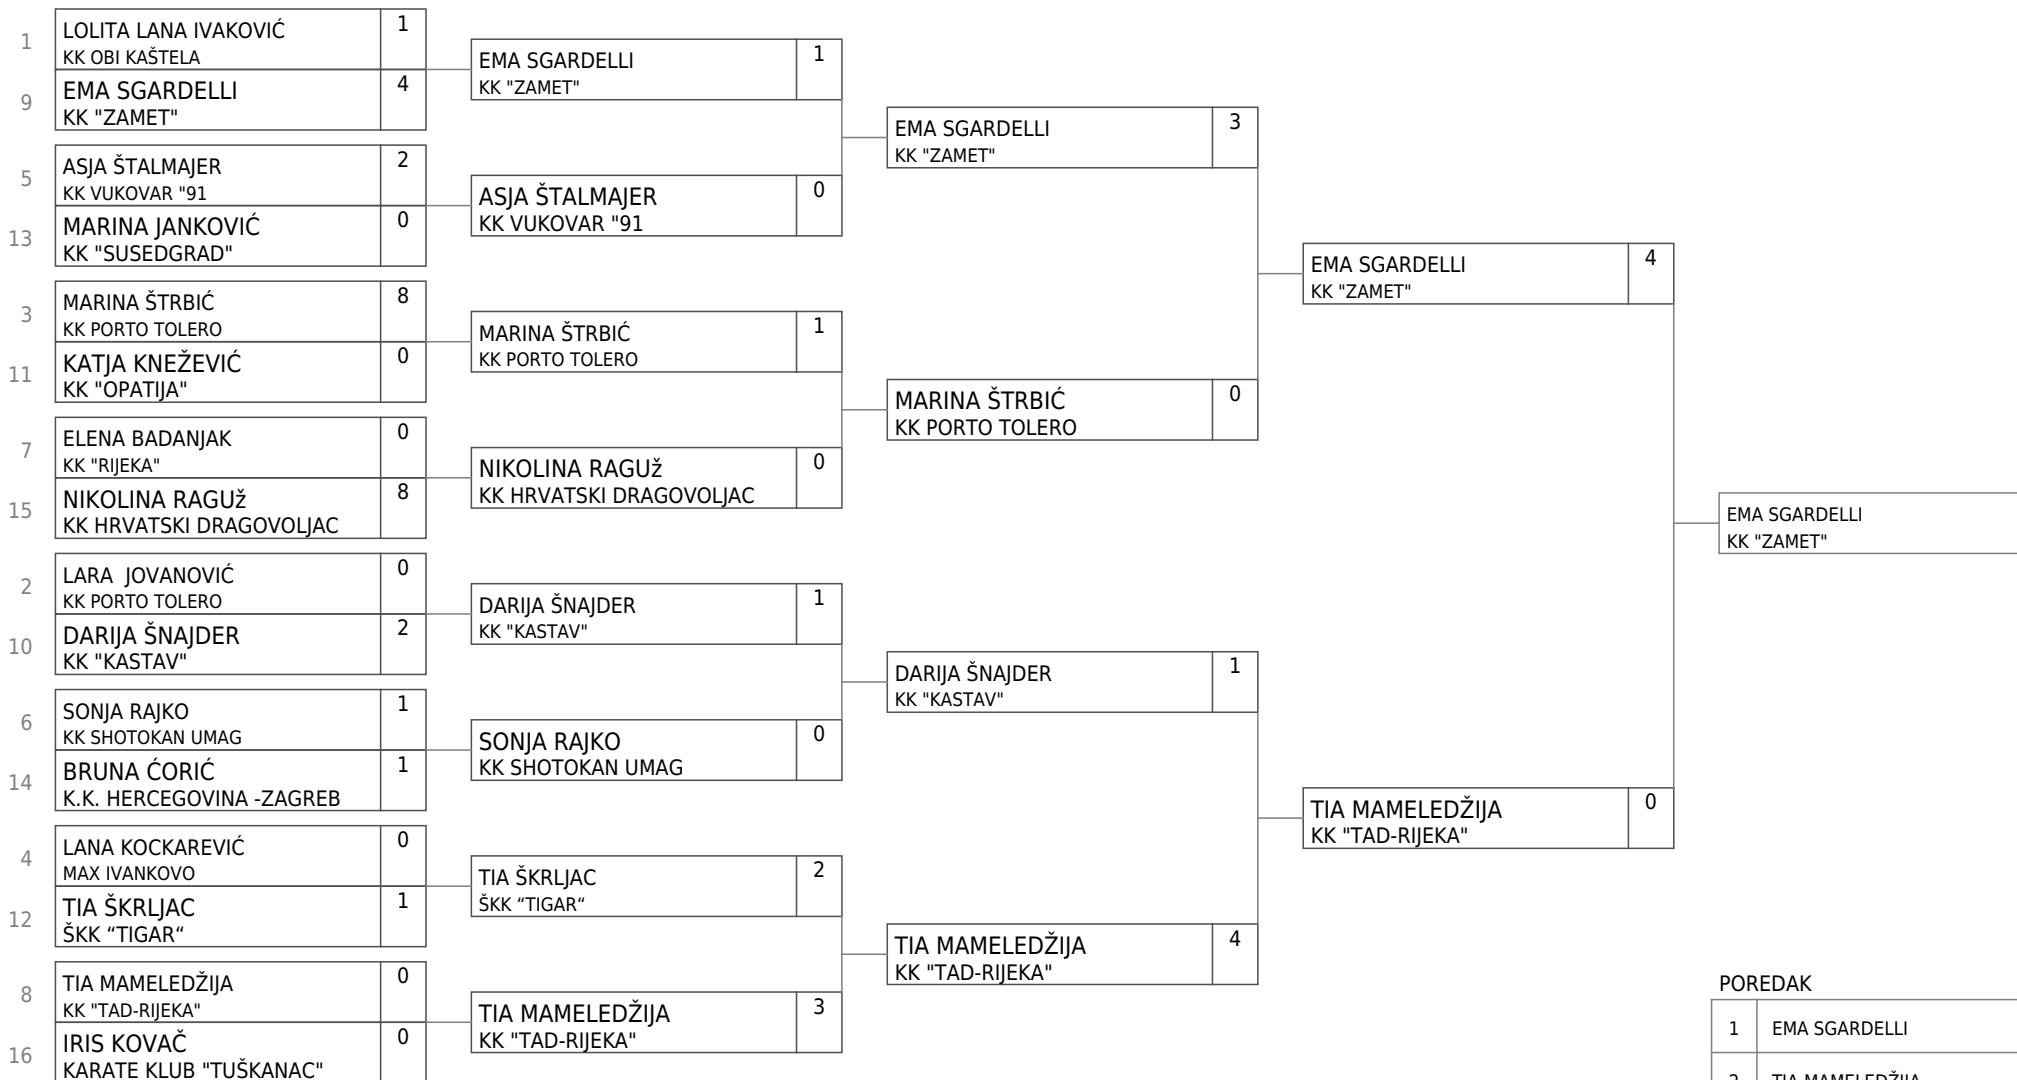 1
LOLITA LANA IVAKOVIĆ
1
KK OBI KAŠTELA
9
EMA SGARDELLI
4
KK "ZAMET"
5
ASJA ŠTALMAJER
2
KK VUKOVAR "91
13
MARINA JANKOVIĆ
0
KK "SUSEDGRAD"
3
MARINA ŠTRBIĆ
8
KK PORTO TOLERO
11
KATJA KNEŽEVIĆ
0
KK "OPATIJA"
7
ELENA BADANJAK
0
KK "RIJEKA"
15
NIKOLINA RAGUž
8
KK HRVATSKI DRAGOVOLJAC
2
LARA  JOVANOVIĆ
0
KK PORTO TOLERO
10
DARIJA ŠNAJDER
2
KK "KASTAV"
6
SONJA RAJKO
1
KK SHOTOKAN UMAG
14
BRUNA ĆORIĆ
1
K.K. HERCEGOVINA -ZAGREB
4
LANA KOCKAREVIĆ
0
MAX IVANKOVO
12
TIA ŠKRLJAC
1
ŠKK “TIGAR“
8
TIA MAMELEDŽIJA
0
KK "TAD-RIJEKA"
16
IRIS KOVAČ
0
KARATE KLUB "TUŠKANAC"
EMA SGARDELLI
1
KK "ZAMET"
ASJA ŠTALMAJER
0
KK VUKOVAR "91
MARINA ŠTRBIĆ
1
KK PORTO TOLERO
NIKOLINA RAGUž
0
KK HRVATSKI DRAGOVOLJAC
DARIJA ŠNAJDER
1
KK "KASTAV"
SONJA RAJKO
0
KK SHOTOKAN UMAG
TIA ŠKRLJAC
2
ŠKK “TIGAR“
TIA MAMELEDŽIJA
3
KK "TAD-RIJEKA"
EMA SGARDELLI
3
KK "ZAMET"
MARINA ŠTRBIĆ
0
KK PORTO TOLERO
DARIJA ŠNAJDER
1
KK "KASTAV"
TIA MAMELEDŽIJA
4
KK "TAD-RIJEKA"
EMA SGARDELLI
4
KK "ZAMET"
TIA MAMELEDŽIJA
0
KK "TAD-RIJEKA"
EMA SGARDELLI
KK "ZAMET"
POREDAK
1 EMA SGARDELLI
2 TIA MAMELEDŽIJA